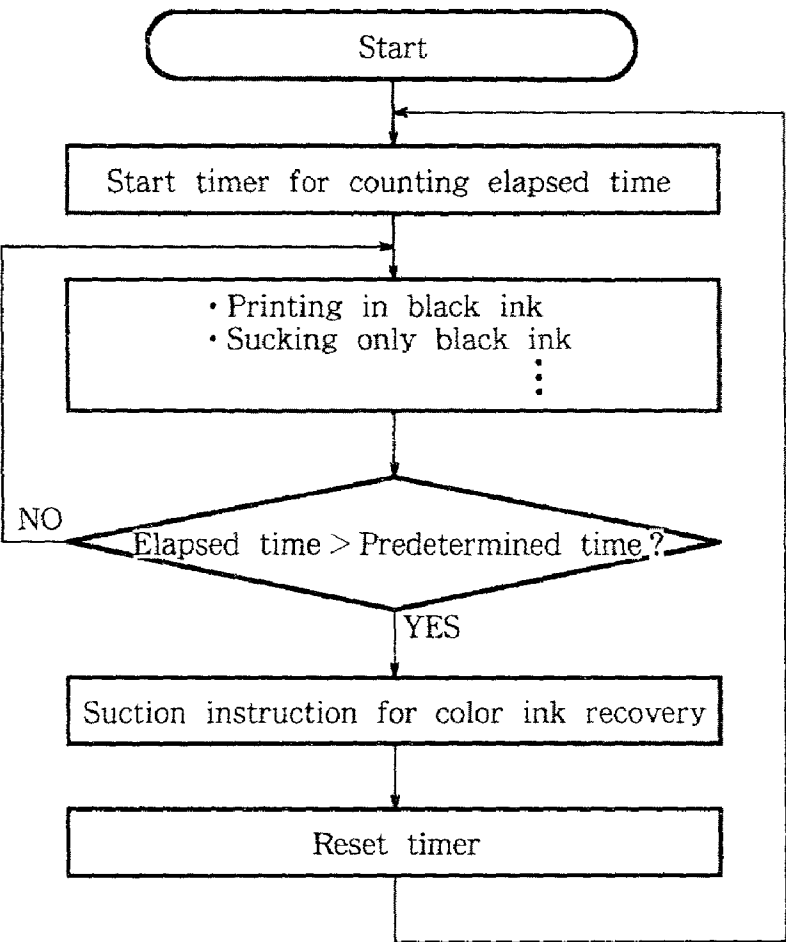 Start
Start timer for counting elapsed time
・Printing in black ink
・Sucking only black ink
⋮
NO
Elapsed time > Predetermined time ?
YES
Suction instruction for color ink recovery
Reset timer